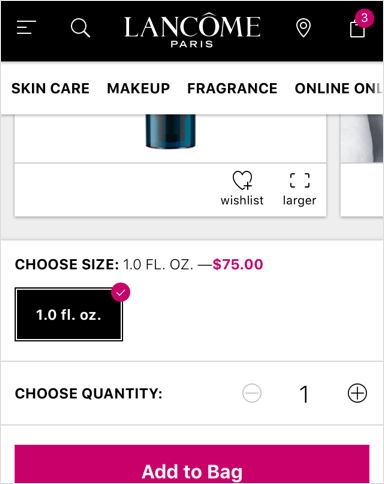 LANCÔME
PARIS
3
SKIN CARE MAKEUP FRAGRANCE ONLINE ONL
wishlist larger
CHOOSE SIZE: 1.0 FL. OZ. —$75.00
1.0 fl. oz.
CHOOSE QUANTITY: 1
Add to Bag